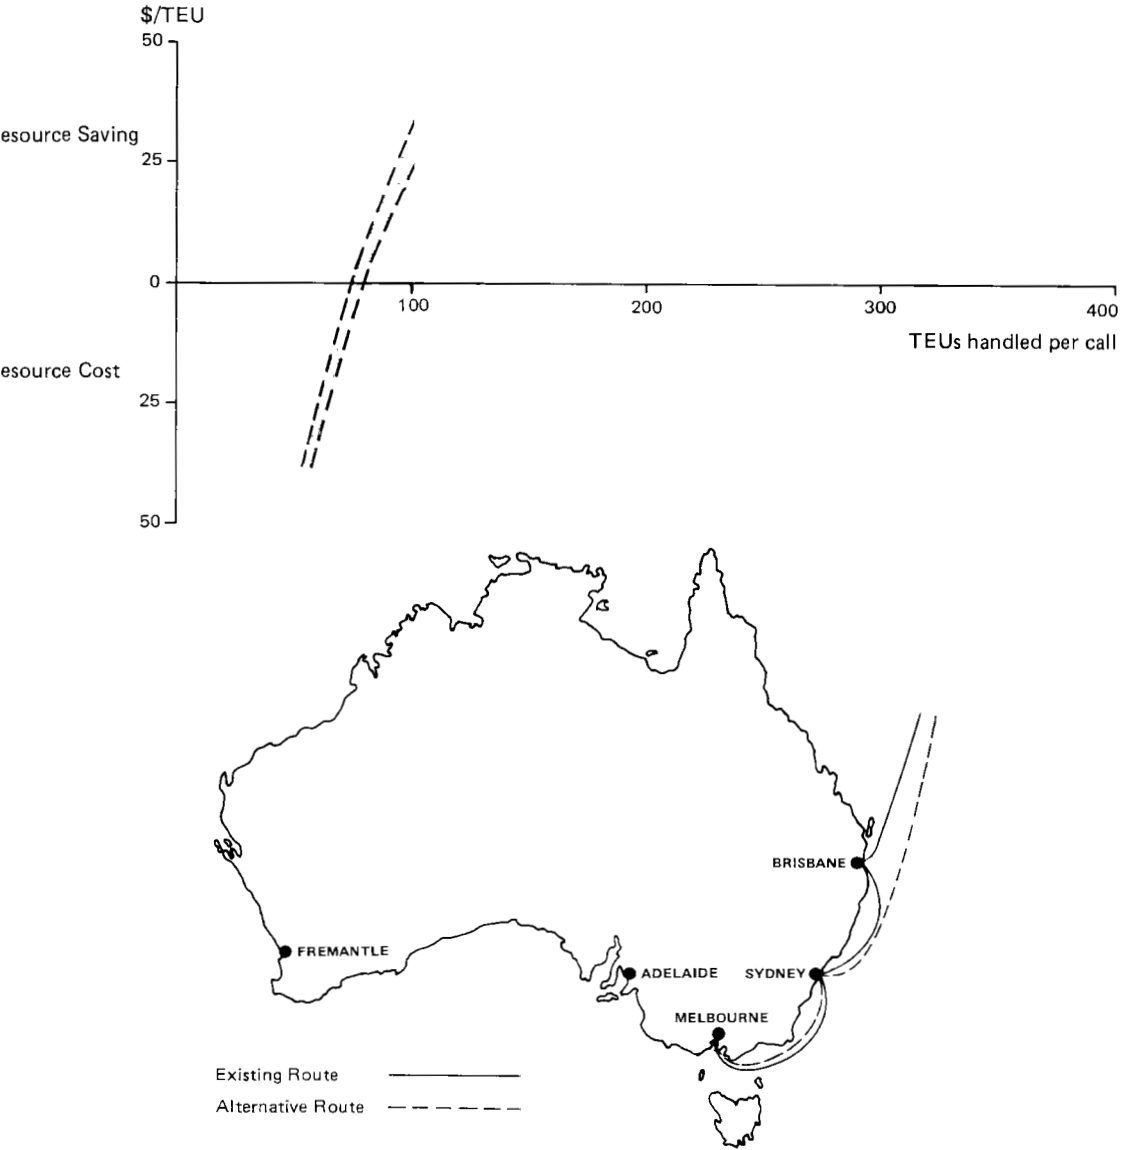 $/TEU
50
esource Saving
25
0
100
200
300
400
TEUs handled per call
esource Cost
25
50
BRISBANE
FREMANTLE
ADELAIDE
SYDNEY
MELBOURNE
Existing Route
Alternative Route